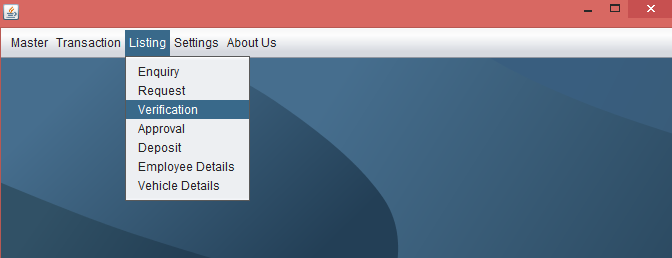 Master Transaction Listing Settings About Us
Enquiry
Request
Verification
Approval
Deposit
Employee Details
Vehicle Details